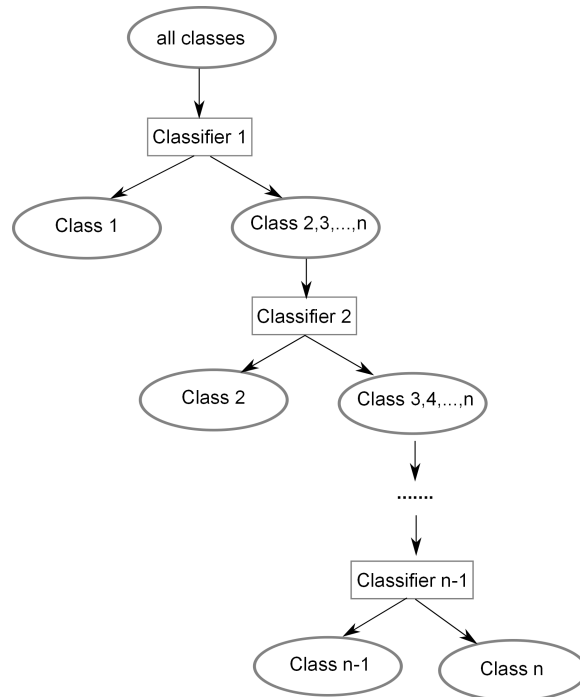 all classes
Classifier 1
Class 1
Class 2,3,...,n
Classifier 2
Class 2
Class 3,4,...,n
.......
Classifier n-1
Class n-1
Class n